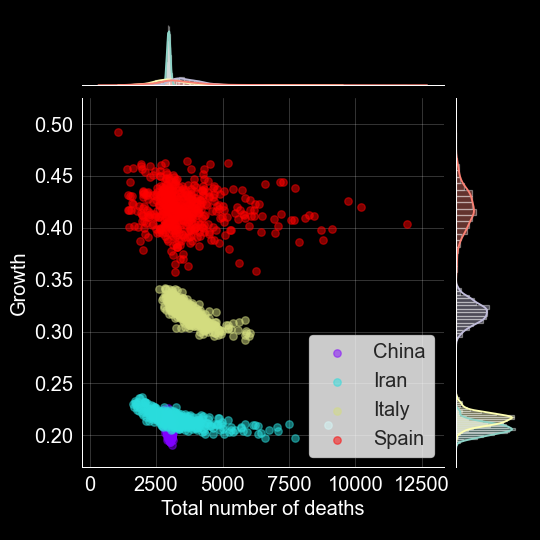 0.50
0.45
0.40
0.35
0.30
0.25
0.20
Growth
China
Iran
Italy
Spain
0 2500 5000 7500 10000 12500
Total number of deaths